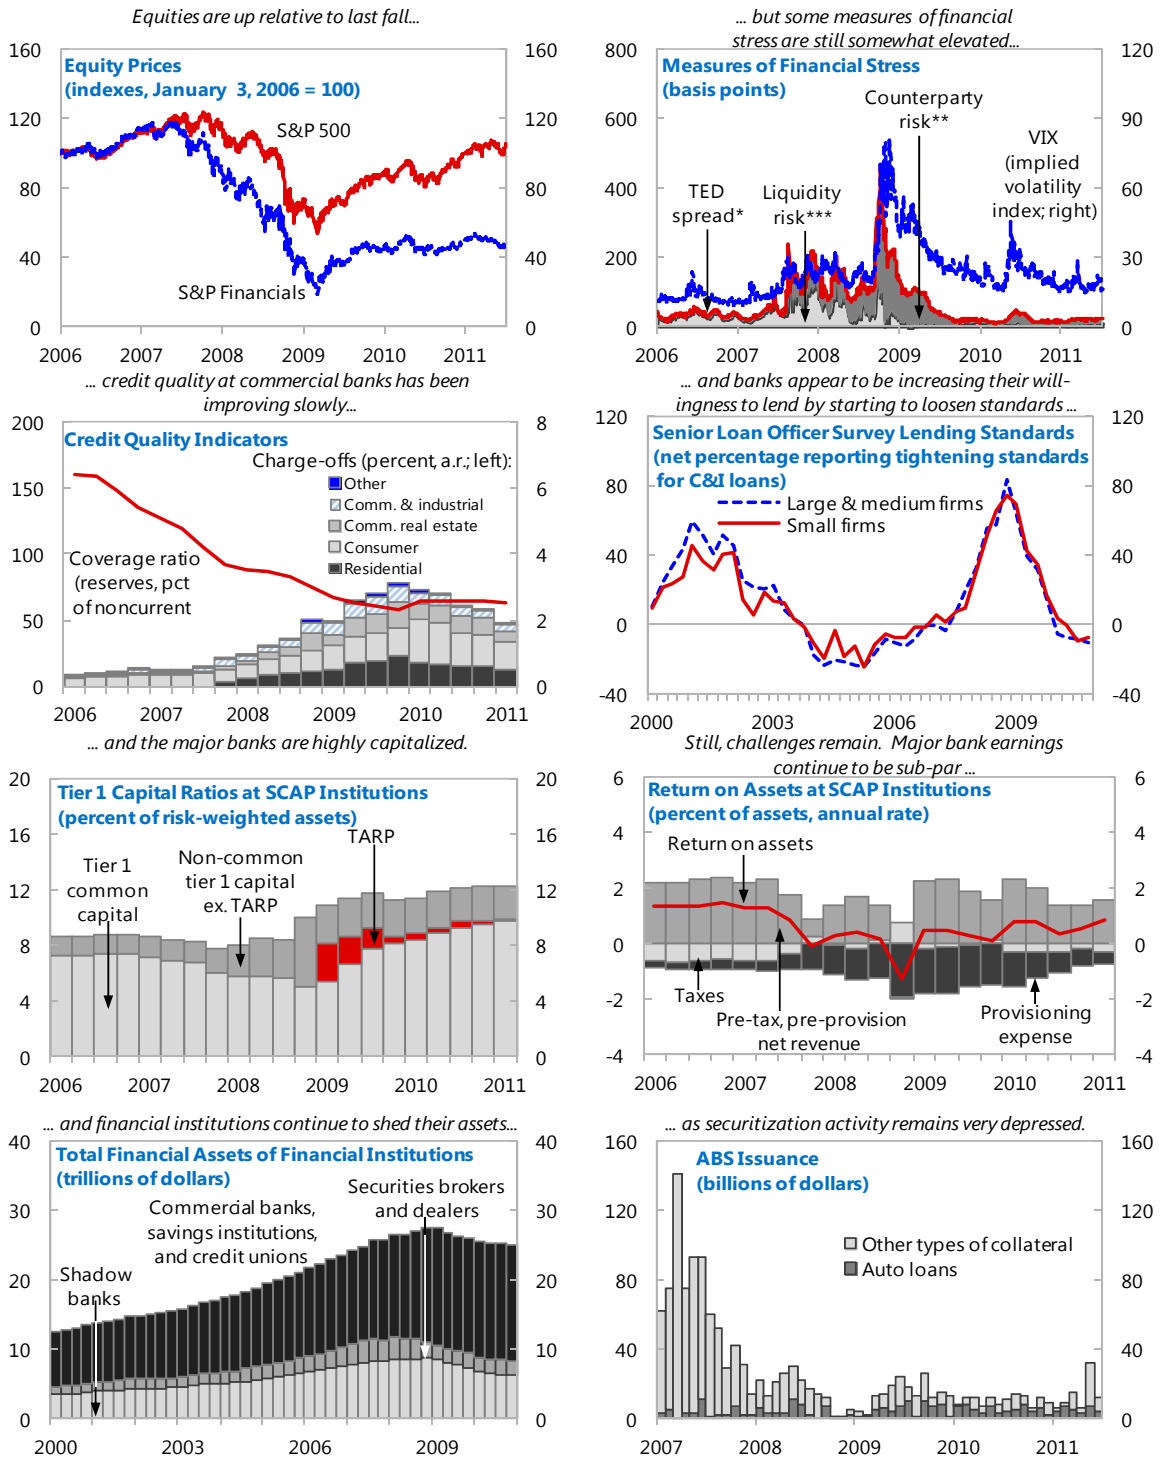 Equities are up relative to last fall...
160
120
80
40
0
160
120
80
40
0
Equity Prices
(indexes, January 3, 2006 = 100)
S&P 500
S&P Financials
2006 2007 2008 2009 2010 2011
... but some measures of financial
stress are still somewhat elevated...
800
600
400
200
0
120
90
60
30
0
Measures of Financial Stress
(basis points)
Counterparty
risk**
VIX
(implied
volatility
index; right)
TED
spread*
Liquidity
risk***
2006 2007 2008 2009 2010 2011
... credit quality at commercial banks has been
improving slowly...
200
150
100
50
0
8
6
4
2
0
Credit Quality Indicators
Charge-offs (percent, a.r.; left):
Other
Comm. & industrial
Comm. real estate
Consumer
Residential
Coverage ratio
(reserves, pct
of noncurrent
2006 2007 2008 2009 2010 2011
... and banks appear to be increasing their will-
ingness to lend by starting to loosen standards ...
120
80
40
0
-40
120
80
40
0
-40
Senior Loan Officer Survey Lending Standards
(net percentage reporting tightening standards
for C&I loans)
Large & medium firms
Small firms
2000 2003 2006 2009
... and the major banks are highly capitalized.
20
16
12
8
4
0
20
16
12
8
4
0
Tier 1 Capital Ratios at SCAP Institutions
(percent of risk-weighted assets)
TARP
Tier 1
common
capital
Non-common
tier 1 capital
ex. TARP
2006 2007 2008 2009 2010 2011
Still, challenges remain. Major bank earnings
continue to be sub-par ...
6
4
2
0
-2
-4
6
4
2
0
-2
-4
Return on Assets at SCAP Institutions
(percent of assets, annual rate)
Return on assets
Taxes
Pre-tax, pre-provision
net revenue
Provisioning
expense
2006 2007 2008 2009 2010 2011
... and financial institutions continue to shed their assets...
40
30
20
10
0
40
30
20
10
0
Total Financial Assets of Financial Institutions
(trillions of dollars)
Securities brokers
and dealers
Commercial banks,
savings institutions,
and credit unions
Shadow
banks
2000 2003 2006 2009
... as securitization activity remains very depressed.
160
120
80
40
0
160
120
80
40
0
ABS Issuance
(billions of dollars)
Other types of collateral
Auto loans
2007 2008 2009 2010 2011